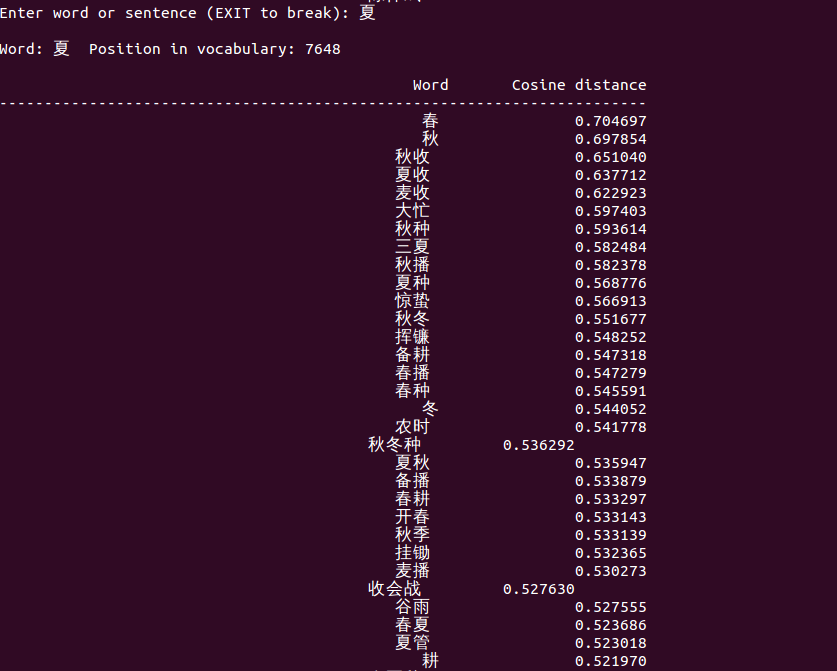 Enter word or sentence (EXIT to break): 夏
Word: 夏 Position in vocabulary: 7648
Word Cosine distance
------------------------------------------------------------------------
春 0.704697
秋 0.697854
秋收 0.651040
夏收 0.637712
麦收 0.622923
大忙 0.597403
秋种 0.593614
三夏 0.582484
秋播 0.582378
夏种 0.568776
惊蛰 0.566913
秋冬 0.551677
挥镰 0.548252
备耕 0.547318
春播 0.547279
春种 0.545591
冬 0.544052
农时 0.541778
秋冬种 0.536292
夏秋 0.535947
备播 0.533879
春耕 0.533297
开春 0.533143
秋季 0.533139
挂锄 0.532365
麦播 0.530273
收会战 0.527630
谷雨 0.527555
春夏 0.523686
夏管 0.523018
耕 0.521970